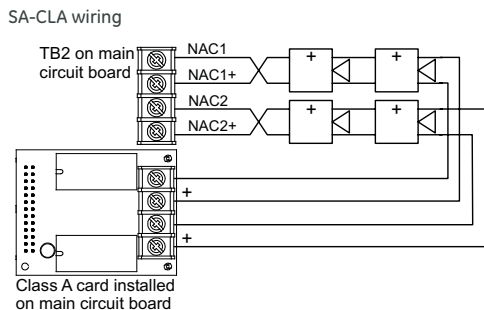 SA-CLA wiring
TB2 on main
circuit board
NAC1
NAC1+
NAC2
NAC2+
+
+
+
+
+
+
Class A card installed
on main circuit board